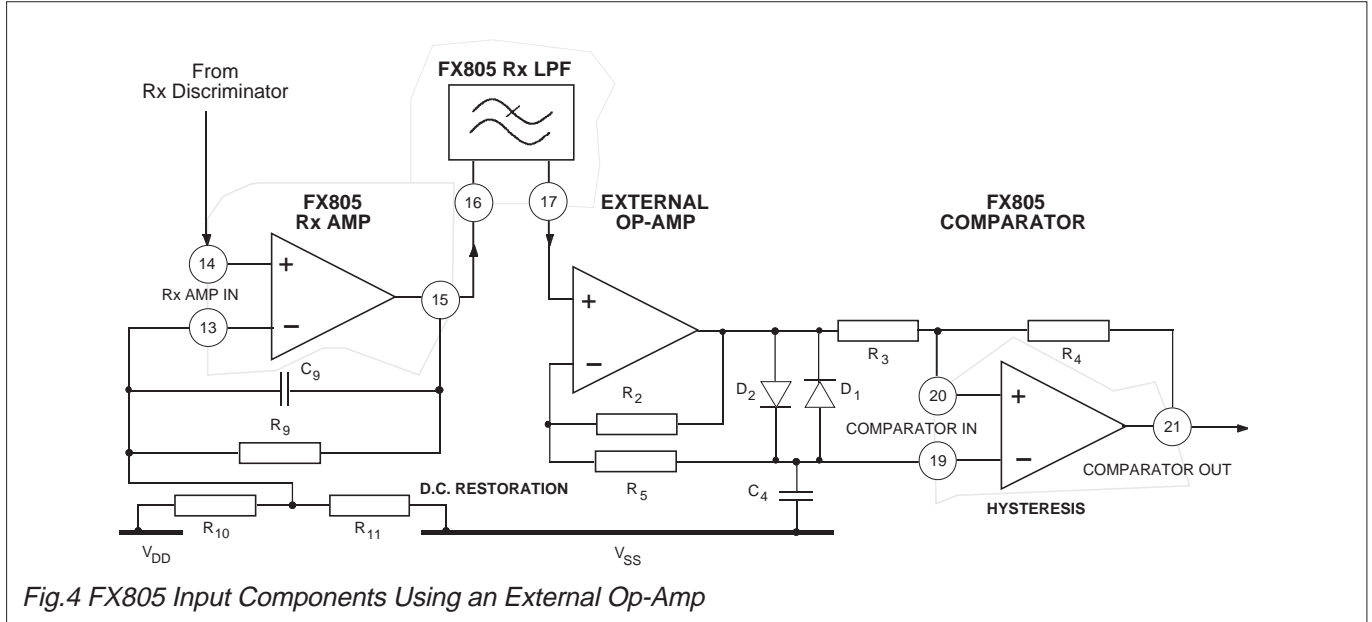 From
Rx Discriminator
FX805 Rx LPF
FX805
Rx AMP
16
17
EXTERNAL
OP-AMP
FX805
COMPARATOR
14
+
Rx AMP IN
13
−
15
C9
R9
R10
R11
VDD
D.C. RESTORATION
+
−
R2
R5
D2
D1
C4
VSS
R3
R4
20
+
COMPARATOR IN
19
−
21
COMPARATOR OUT
HYSTERESIS
Fig.4 FX805 Input Components Using an External Op-Amp